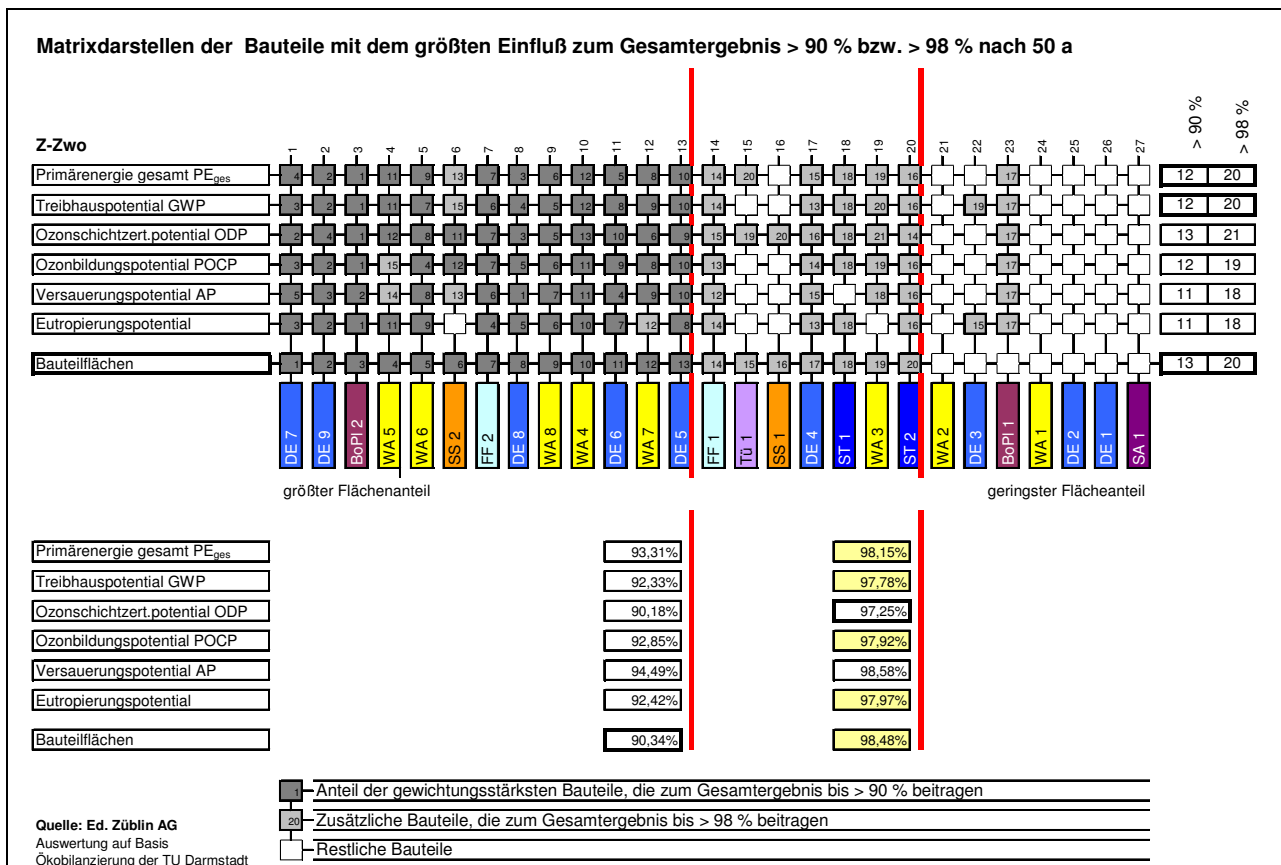 Matrixdarstellen der Bauteile mit dem größten Einfluß zum Gesamtergebnis > 90 % bzw. > 98 % nach 50 a
Z-Zwo 1 2 3 4 5 6 7 8 9 10 11 12 13 14 15 16 17 18 19 20 21 22 23 24 25 26 27 > 90 % > 98 %
Primärenergie gesamt PEges 4 2 1 11 9 13 7 3 6 12 5 8 10 14 20 15 18 19 16 17 12 20
Treibhauspotential GWP 3 2 1 11 7 15 6 4 5 12 8 9 10 14 13 18 20 16 19 17 12 20
Ozonschichtzert.potential ODP 2 4 1 12 8 11 7 3 5 13 10 6 9 15 19 20 16 18 21 14 17 13 21
Ozonbildungspotential POCP 3 2 1 15 4 12 7 5 6 11 9 8 10 13 14 18 19 16 17 12 19
Versauerungspotential AP 5 3 2 14 8 13 6 1 7 11 4 9 10 12 15 18 16 17 11 18
Eutropierungspotential 3 2 1 11 9 4 5 6 10 7 12 8 14 13 18 16 15 17 11 18
Bauteilflächen 1 2 3 4 5 6 7 8 9 10 11 12 13 14 15 16 17 18 19 20 13 20
DE 7 DE 9 BoPl 2 WA 5 WA 6 SS 2 FF 2 DE 8 WA 8 WA 4 DE 6 WA 7 DE 5 FF 1 Tü 1 SS 1 DE 4 ST 1 WA 3 ST 2 WA 2 DE 3 BoPl 1 WA 1 DE 2 DE 1 SA 1
größter Flächenanteil geringster Flächeanteil
Primärenergie gesamt PEges 93,31% 98,15%
Treibhauspotential GWP 92,33% 97,78%
Ozonschichtzert.potential ODP 90,18% 97,25%
Ozonbildungspotential POCP 92,85% 97,92%
Versauerungspotential AP 94,49% 98,58%
Eutropierungspotential 92,42% 97,97%
Bauteilflächen 90,34% 98,48%
1 Anteil der gewichtungsstärksten Bauteile, die zum Gesamtergebnis bis > 90 % beitragen
20 Zusätzliche Bauteile, die zum Gesamtergebnis bis > 98 % beitragen
Restliche Bauteile
Quelle: Ed. Züblin AG
Auswertung auf Basis
Ökobilanzierung der TU Darmstadt